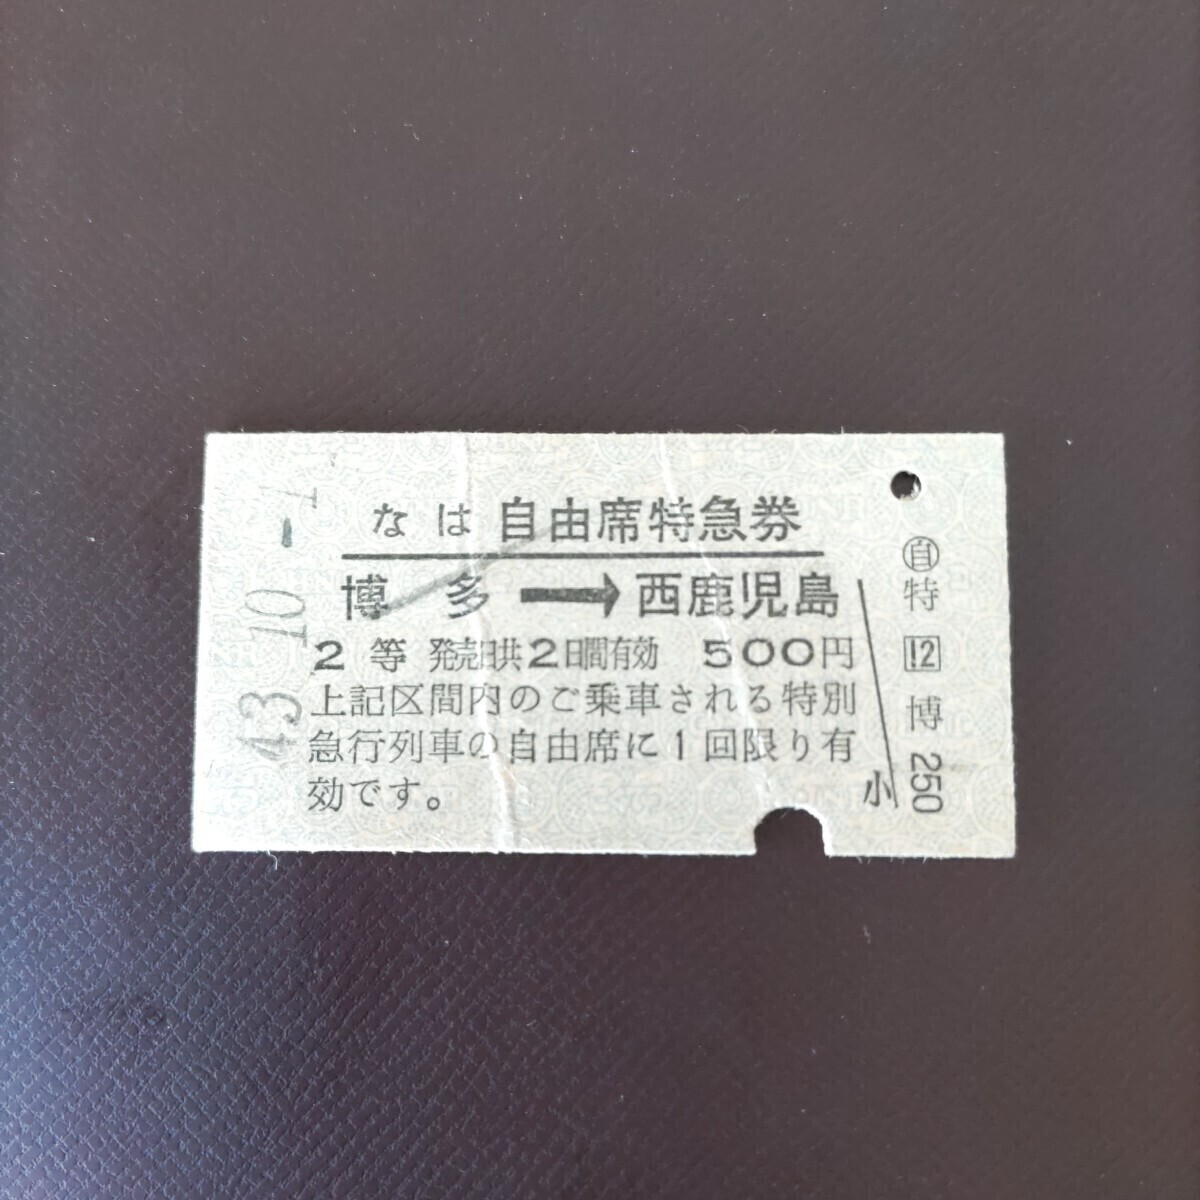 なは 自由席特急券
博多 → 西鹿児島
2等 発売日共2日間有効 500円
上記区間内のご乗車される特別
急行列車の自由席に1回限り有
効です。
小
㊀特 12 博 250
43 10 -1